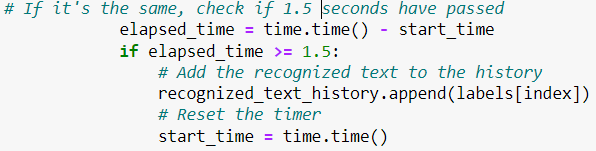 # If it's the same, check if 1.5 seconds have passed
elapsed_time = time.time() - start_time
if elapsed_time >= 1.5:
# Add the recognized text to the history
recognized_text_history.append(labels[index])
# Reset the timer
start_time = time.time()